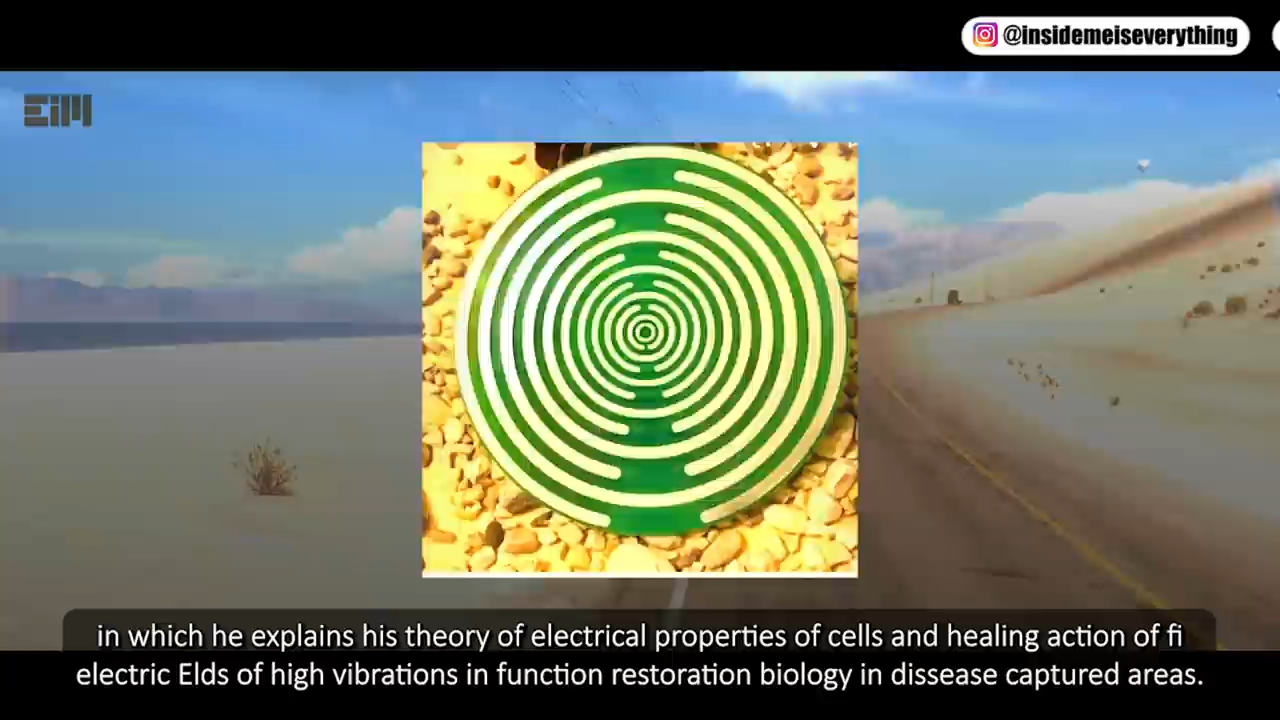 @insidemeiseverything
EiM
in which he explains his theory of electrical properties of cells and healing action of fi
electric Elds of high vibrations in function restoration biology in dissease captured areas.